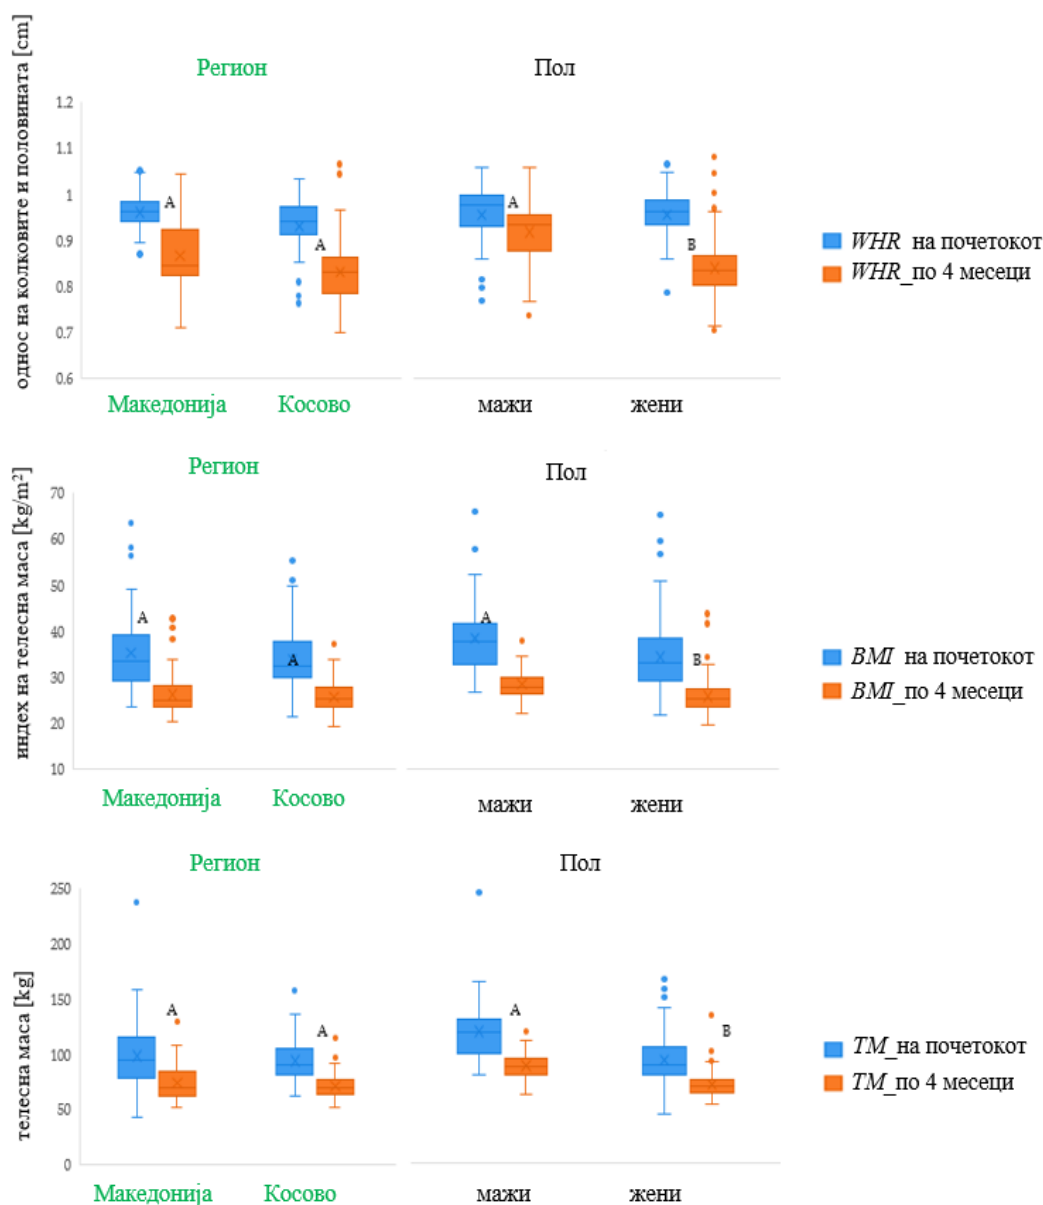 однос на колковите и половината [cm]
Регион
Пол
1.2
1.1
1
0.9
0.8
0.7
0.6
A
A
A
B
WHR на почетокот
WHR_по 4 месеци
Македонија
Косово
мажи
жени
индех на телесна маса [kg/m²]
Регион
Пол
70
60
50
40
30
20
10
A
A
A
B
BMI на почетокот
BMI_по 4 месеци
Македонија
Косово
мажи
жени
телесна маса [kg]
Регион
Пол
250
200
150
100
50
0
A
A
A
B
TM_на почетокот
TM_по 4 месеци
Македонија
Косово
мажи
жени